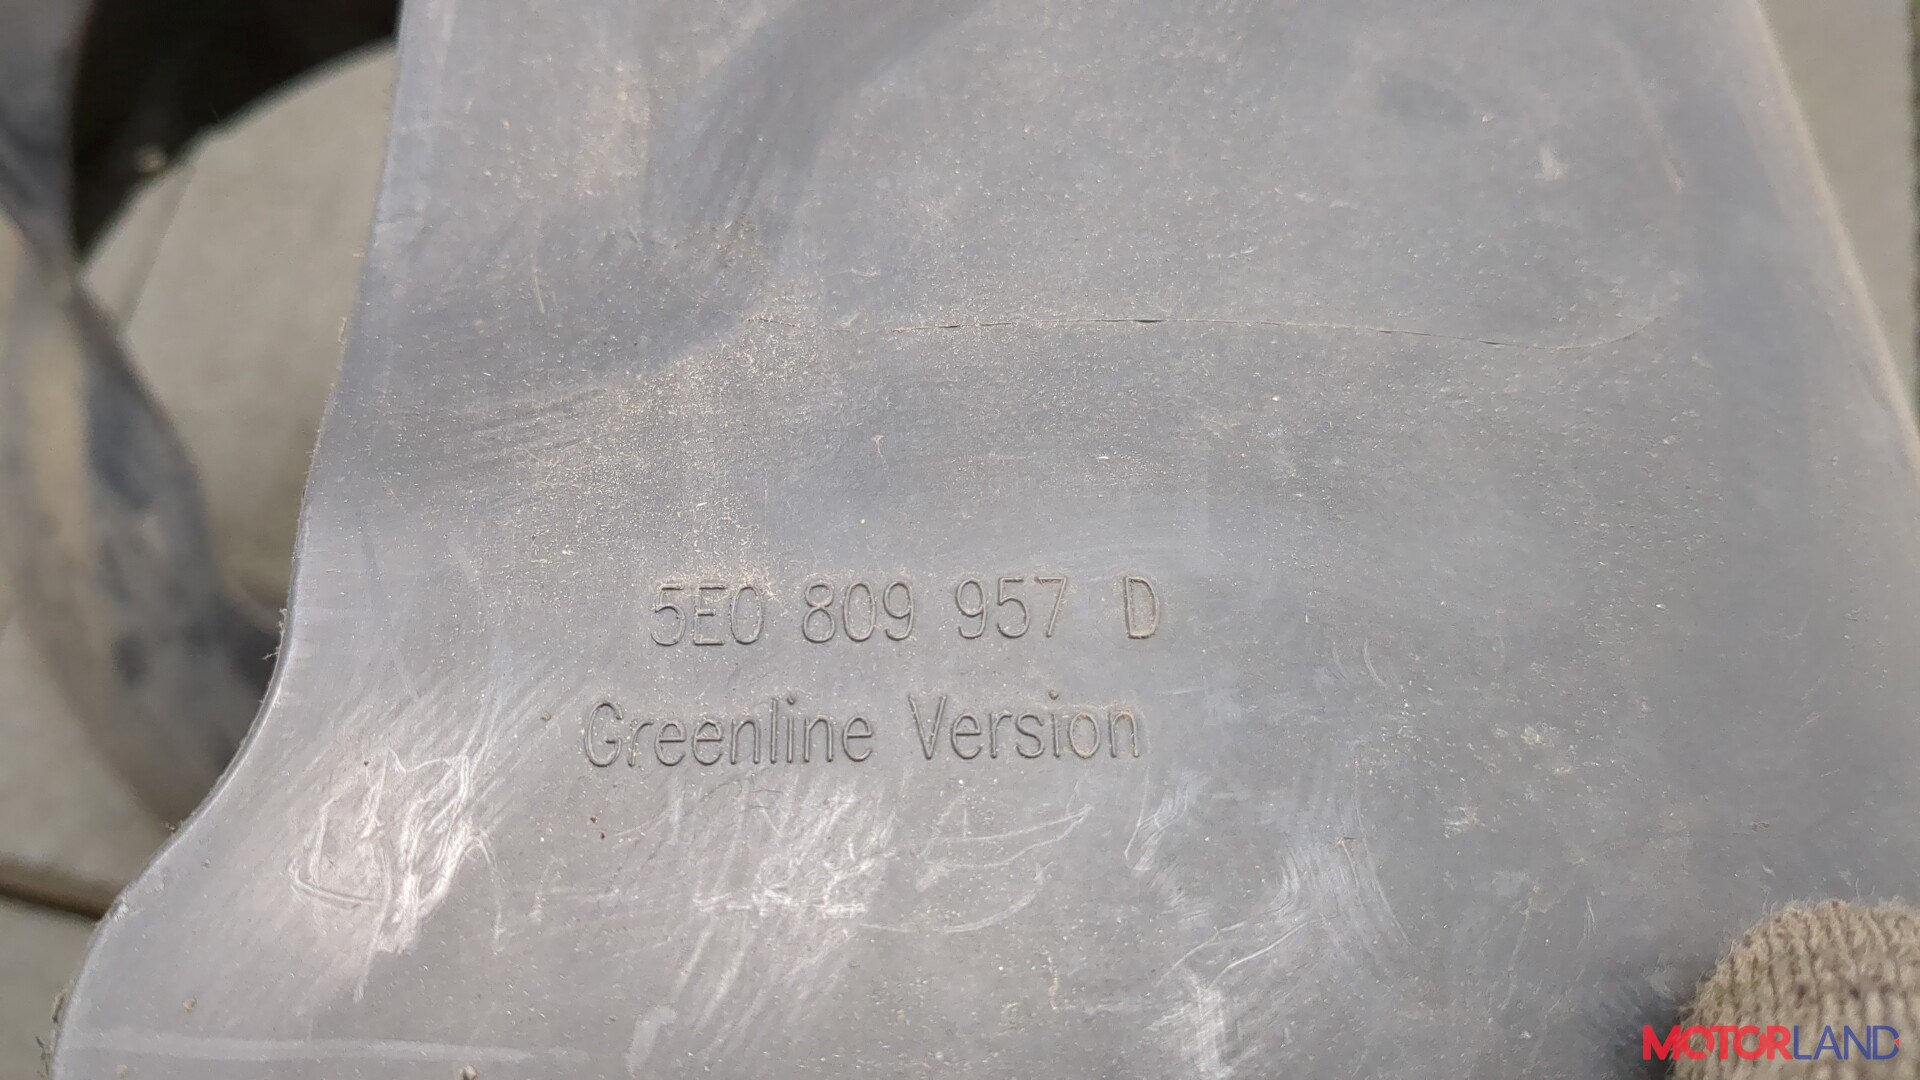 5E0 809 957 D
Greenline Version
MOTORLAND